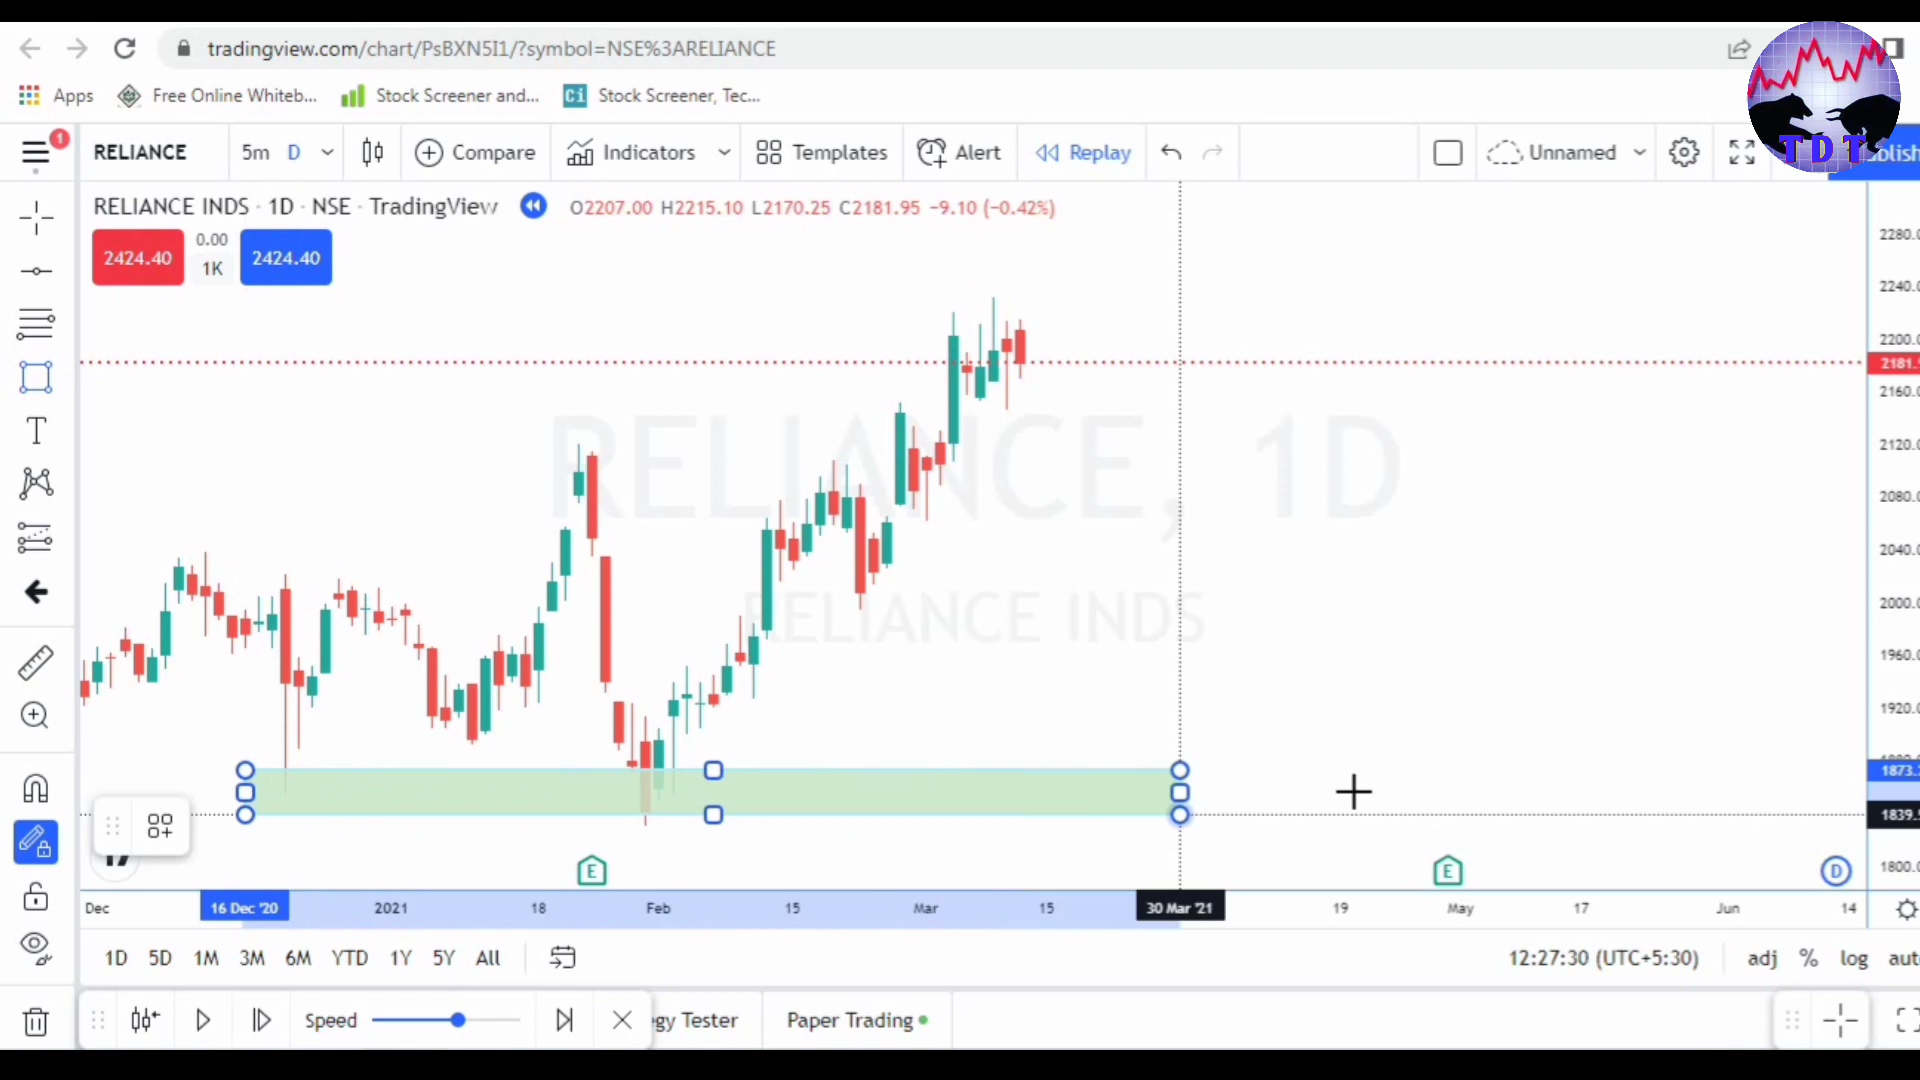 tradingview.com/chart/PsBXN5I1/?symbol=NSE%3ARELIANCE
Apps
Free Online Whiteb...
Stock Screener and...
Ci
Stock Screener, Tec...
TDT
1
RELIANCE
5m
D
Compare
Indicators
Templates
Alert
Replay
Unnamed
blish
RELIANCE INDS · 1D · NSE · TradingView
O2207.00 H2215.10 L2170.25 C2181.95 −9.10 (−0.42%)
2424.40
0.00
1K
2424.40
RELIANCE, 1D
RELIANCE INDS
2280.0
2240.0
2200.0
2181.9
2160.0
2120.0
2080.0
2040.0
2000.0
1960.0
1920.0
1873.
1839.5
1800.0
E
E
D
Dec
16 Dec '20
2021
18
Feb
15
Mar
15
30 Mar '21
19
May
17
Jun
14
1D 5D 1M 3M 6M YTD 1Y 5Y All
12:27:30 (UTC+5:30)
adj % log aut
Speed
gy Tester
Paper Trading